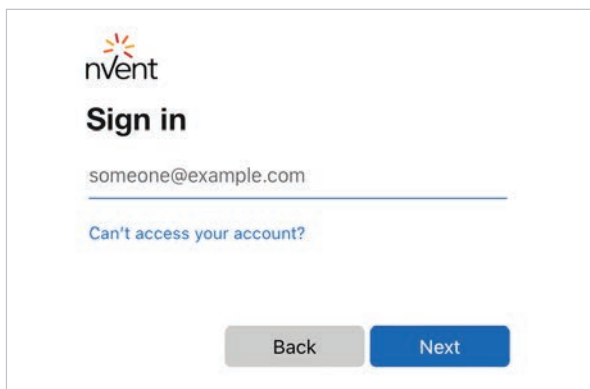 nVent
Sign in
someone@example.com
Can't access your account?
Back
Next